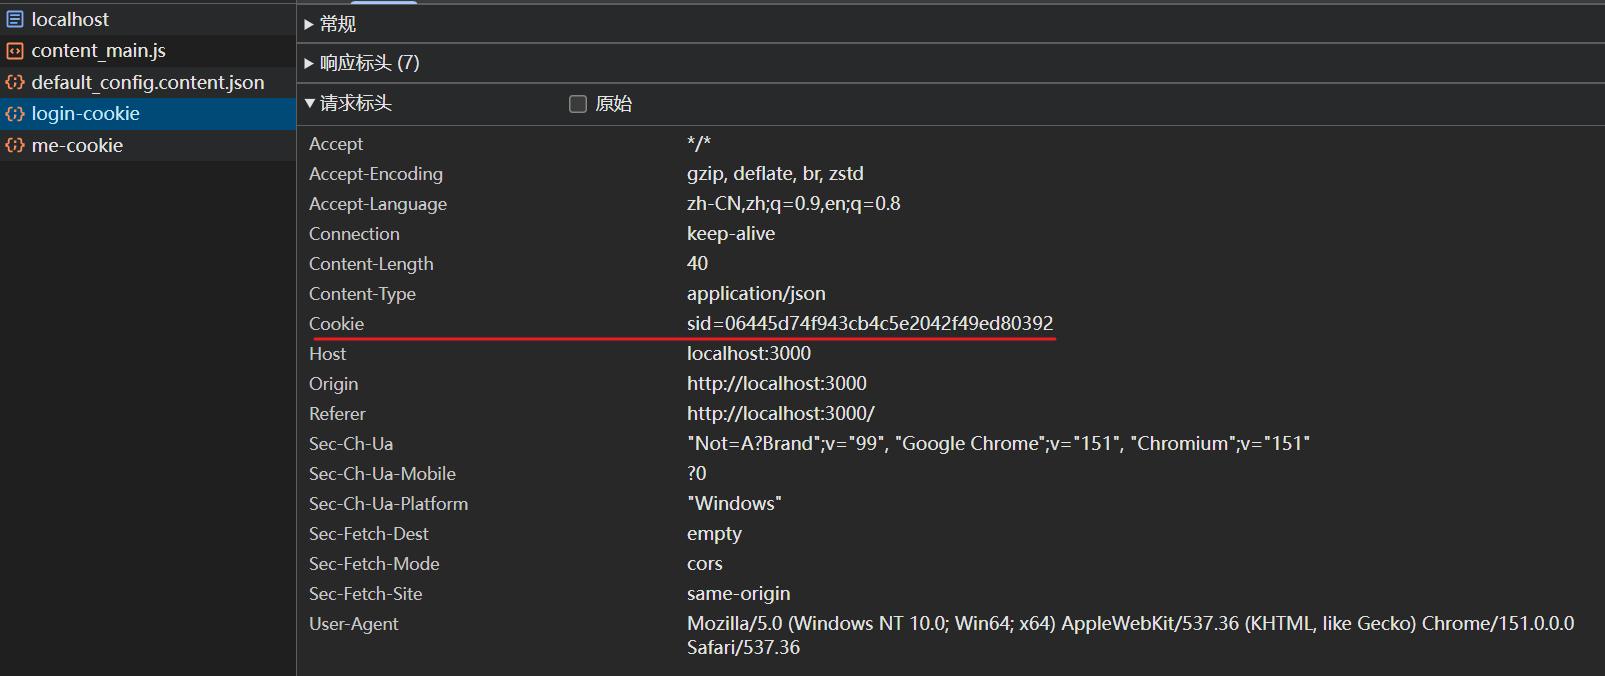 localhost
content_main.js
default_config.content.json
login-cookie
me-cookie
常规
响应标头 (7)
请求标头 原始
Accept */*
Accept-Encoding gzip, deflate, br, zstd
Accept-Language zh-CN,zh;q=0.9,en;q=0.8
Connection keep-alive
Content-Length 40
Content-Type application/json
Cookie sid=06445d74f943cb4c5e2042f49ed80392
Host localhost:3000
Origin http://localhost:3000
Referer http://localhost:3000/
Sec-Ch-Ua "Not=A?Brand";v="99", "Google Chrome";v="151", "Chromium";v="151"
Sec-Ch-Ua-Mobile ?0
Sec-Ch-Ua-Platform "Windows"
Sec-Fetch-Dest empty
Sec-Fetch-Mode cors
Sec-Fetch-Site same-origin
User-Agent Mozilla/5.0 (Windows NT 10.0; Win64; x64) AppleWebKit/537.36 (KHTML, like Gecko) Chrome/151.0.0.0
Safari/537.36